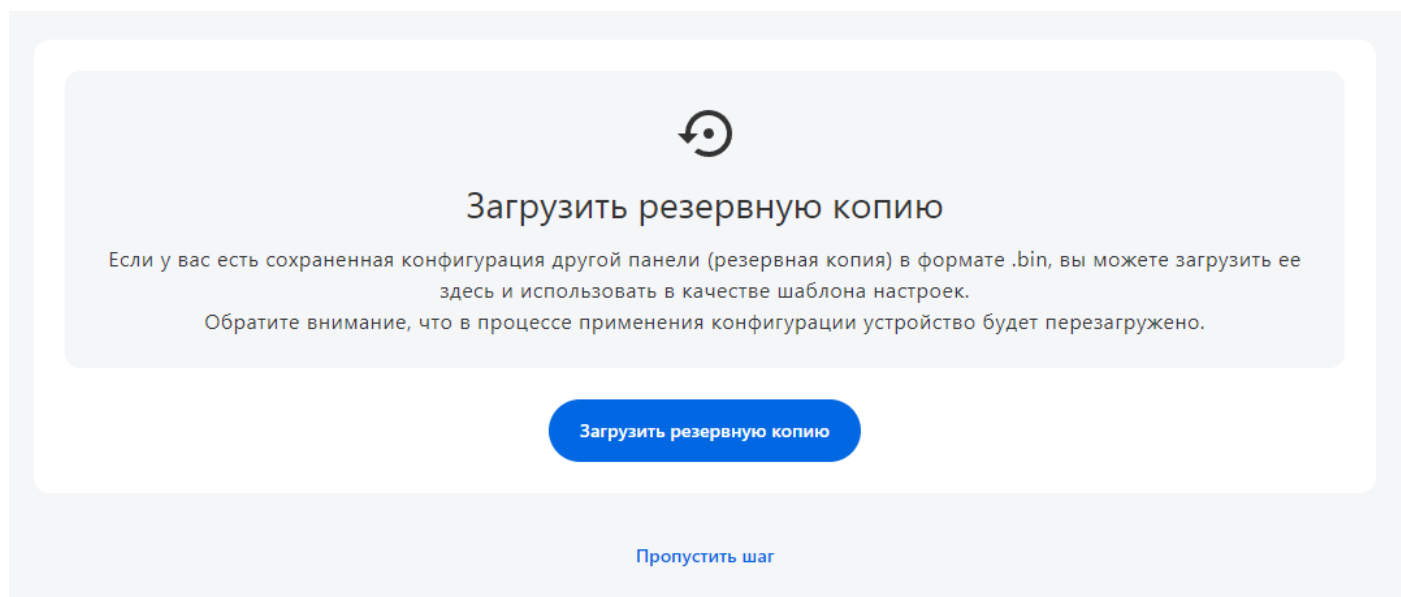 Загрузить резервную копию
Если у вас есть сохраненная конфигурация другой панели (резервная копия) в формате .bin, вы можете загрузить ее
здесь и использовать в качестве шаблона настроек.
Обратите внимание, что в процессе применения конфигурации устройство будет перезагружено.
Загрузить резервную копию
Пропустить шаг